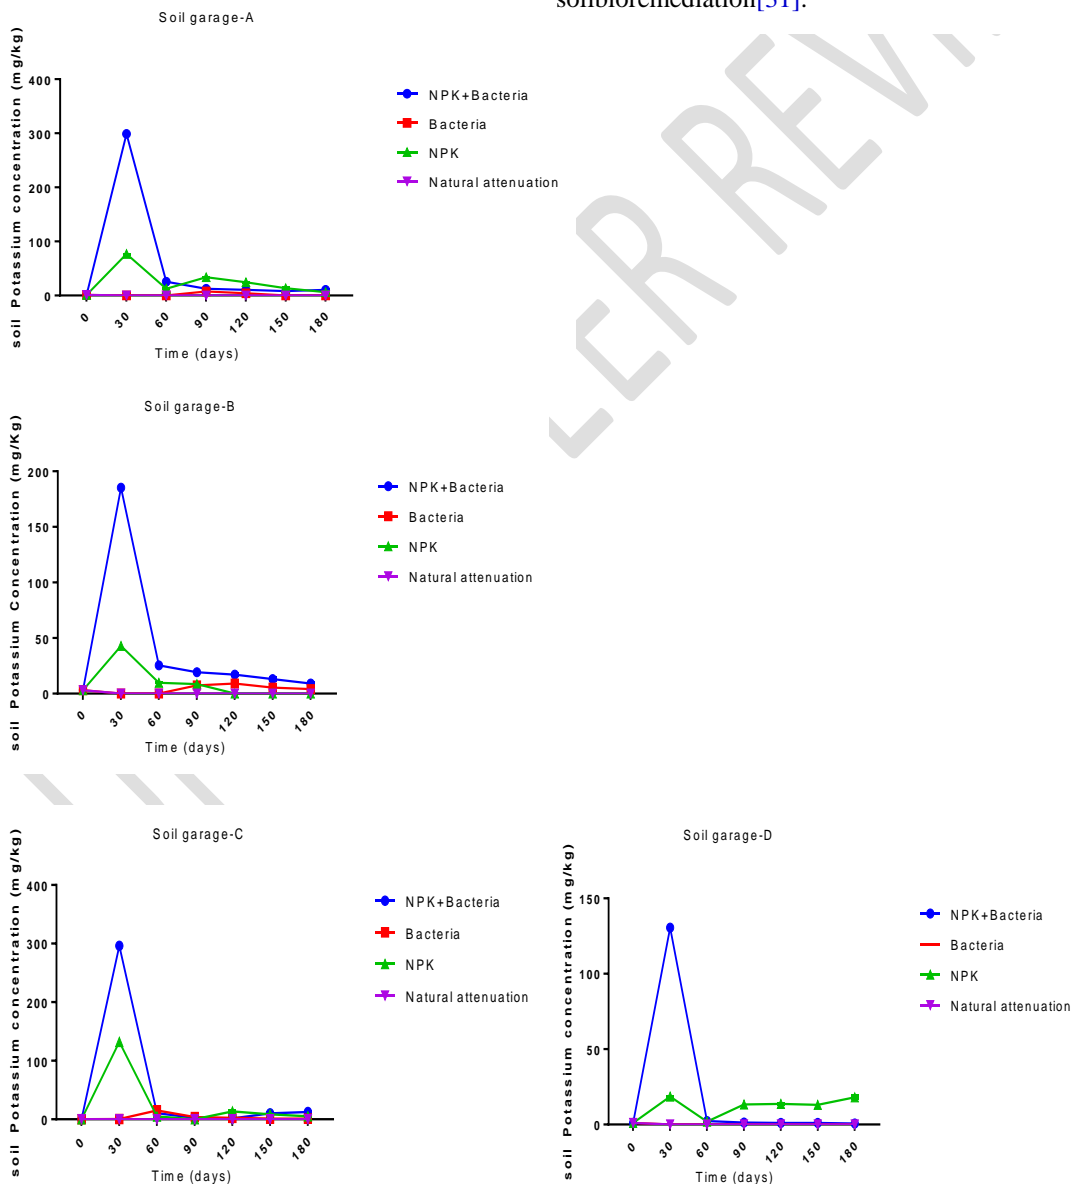 soilbioremediation[31].
Soil garage-A
soil Potassium concentration (mg/kg)
400
300
200
100
0
0 30 60 90 120 150 180
Time (days)
NPK+Bacteria
Bacteria
NPK
Natural attenuation
Soil garage-B
soil Potassium Concentration (mg/Kg)
200
150
100
50
0
0 30 60 90 120 150 180
Time (days)
NPK+Bacteria
Bacteria
NPK
Natural attenuation
Soil garage-C
soil Potassium concentration (mg/kg)
400
300
200
100
0
0 30 60 90 120 150 180
Time (days)
NPK+Bacteria
Bacteria
NPK
Natural attenuation
Soil garage-D
soil Potassium concentration (mg/kg)
150
100
50
0
0 30 60 90 120 150 180
Time (days)
NPK+Bacteria
Bacteria
NPK
Natural attenuation